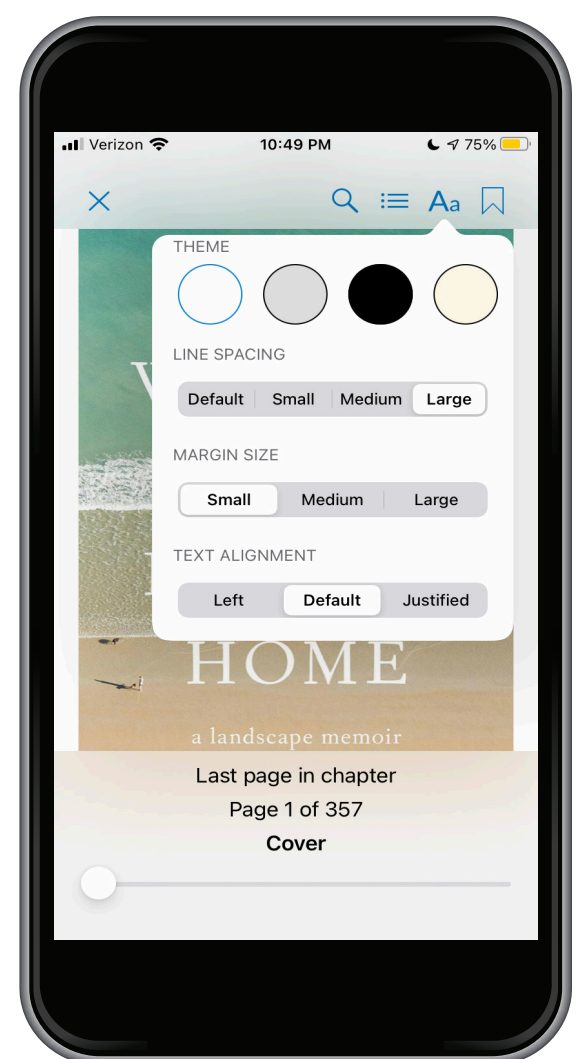 Verizon 10:49 PM 75%
Aa
THEME
LINE SPACING
Default Small Medium Large
MARGIN SIZE
Small Medium Large
TEXT ALIGNMENT
Left Default Justified
HOME
a landscape memoir
Last page in chapter
Page 1 of 357
Cover